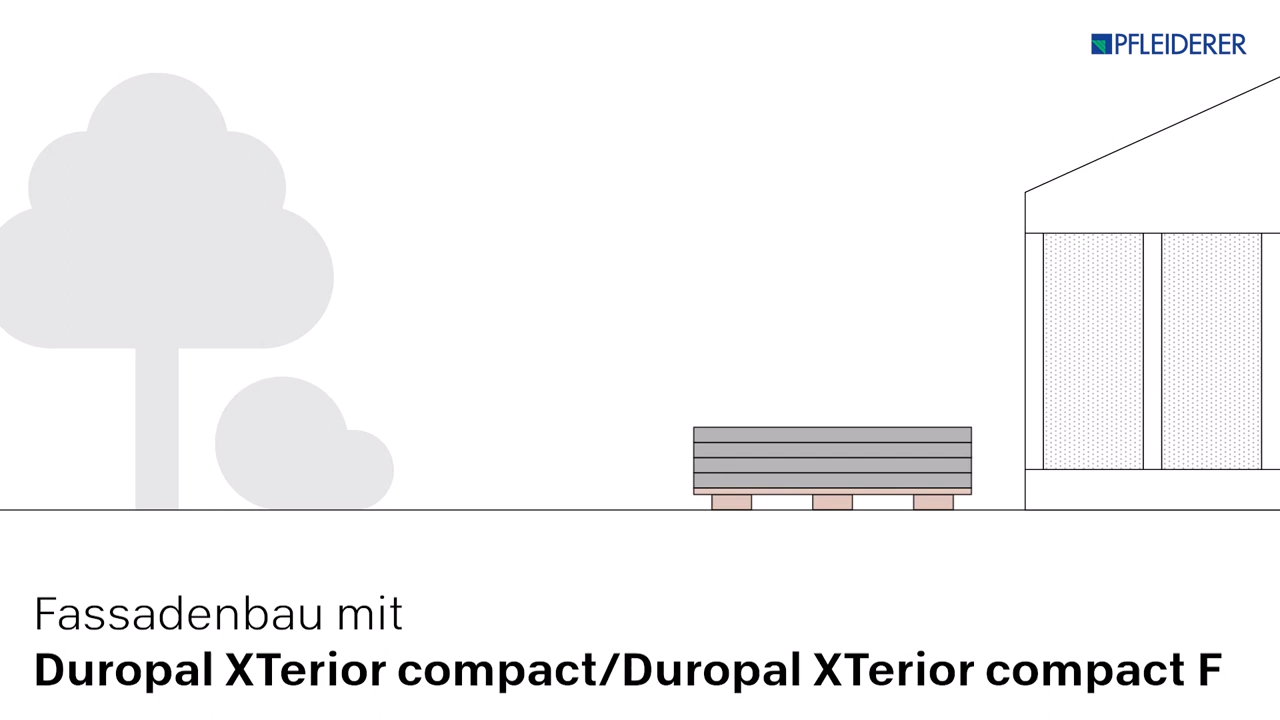 PFLEIDERER
Fassadenbau mit
Duropal XTerior compact/Duropal XTerior compact F